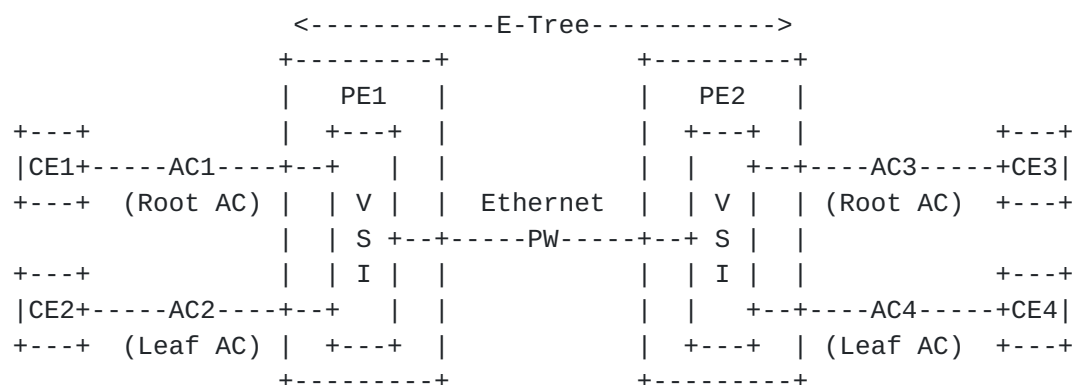 <------------E-Tree------------>
+---------+ +---------+
| PE1 | | PE2 |
+---+ | +---+ | | +---+ | +---+
|CE1+-----AC1----+--+ | | | | +--+----AC3-----+CE3|
+---+ (Root AC) | | V | | Ethernet | | V | | (Root AC) +---+
| | S +--+-----PW-----+--+ S | |
+---+ | | I | | | | I | | +---+
|CE2+-----AC2----+--+ | | | | +--+----AC4-----+CE4|
+---+ (Leaf AC) | +---+ | | +---+ | (Leaf AC) +---+
+---------+ +---------+